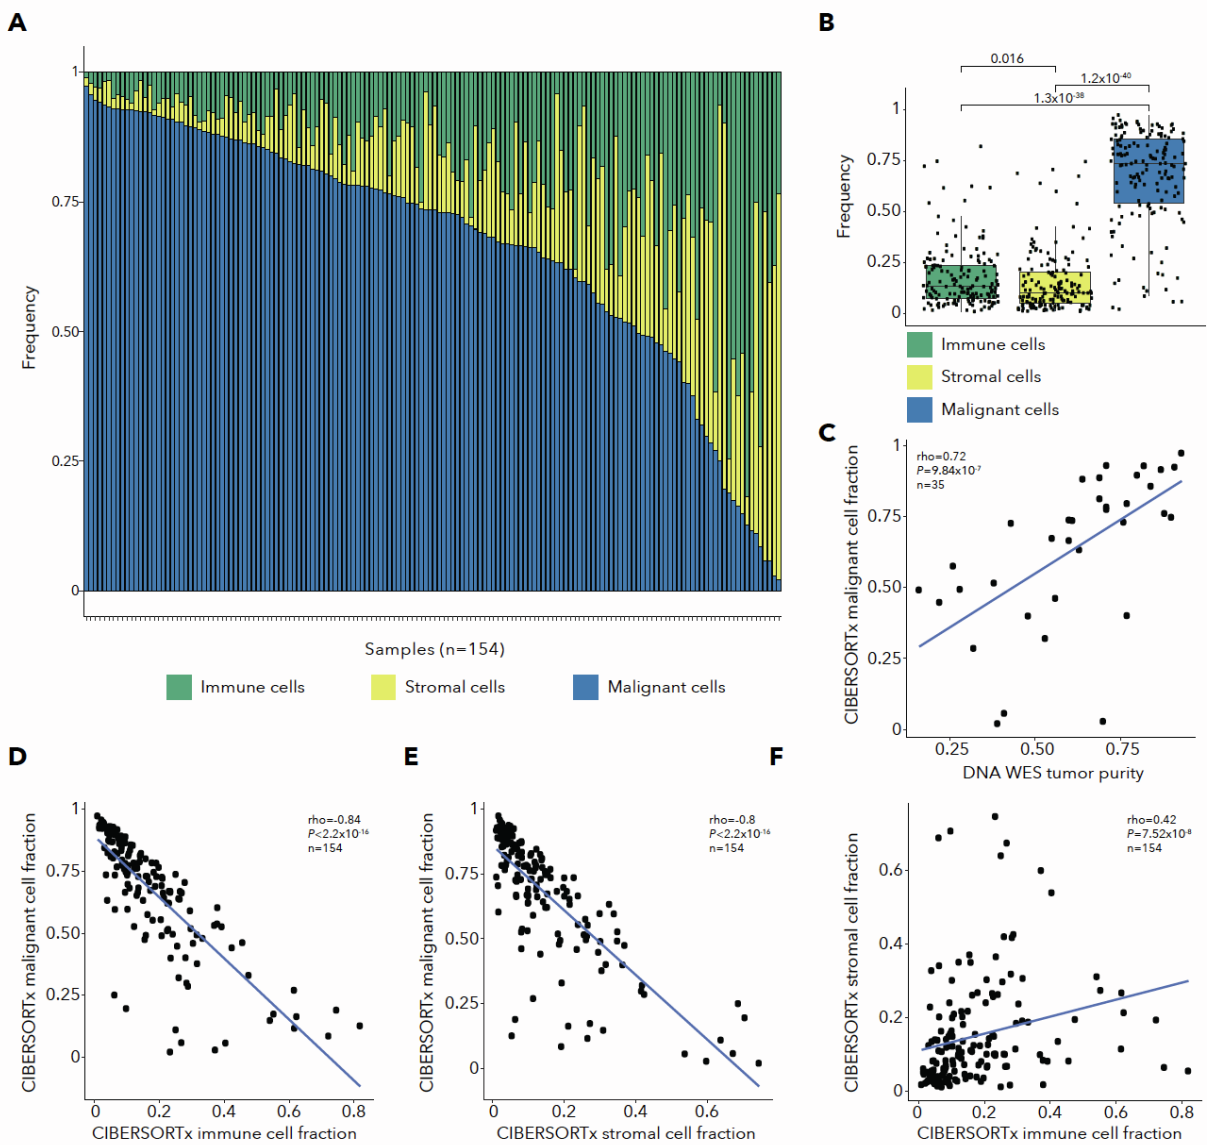 A
1
0.75
0.50
0.25
0
Frequency
Samples (n=154)
Immune cells
Stromal cells
Malignant cells
B
0.016
1.2x10⁻⁴⁰
1.3x10⁻³⁸
1
0.75
0.50
0.25
0
Frequency
Immune cells
Stromal cells
Malignant cells
C
rho=0.72
P=9.84x10⁻⁷
n=35
1
0.75
0.50
0.25
0
CIBERSORTx malignant cell fraction
0.25 0.50 0.75
DNA WES tumor purity
D
rho=-0.84
P<2.2x10⁻¹⁶
n=154
1
0.75
0.50
0.25
0
CIBERSORTx malignant cell fraction
0 0.2 0.4 0.6 0.8
CIBERSORTx immune cell fraction
E
rho=-0.8
P<2.2x10⁻¹⁶
n=154
1
0.75
0.50
0.25
0
CIBERSORTx malignant cell fraction
0 0.2 0.4 0.6
CIBERSORTx stromal cell fraction
F
rho=0.42
P=7.52x10⁻⁸
n=154
0.6
0.4
0.2
0
CIBERSORTx stromal cell fraction
0 0.2 0.4 0.6 0.8
CIBERSORTx immune cell fraction